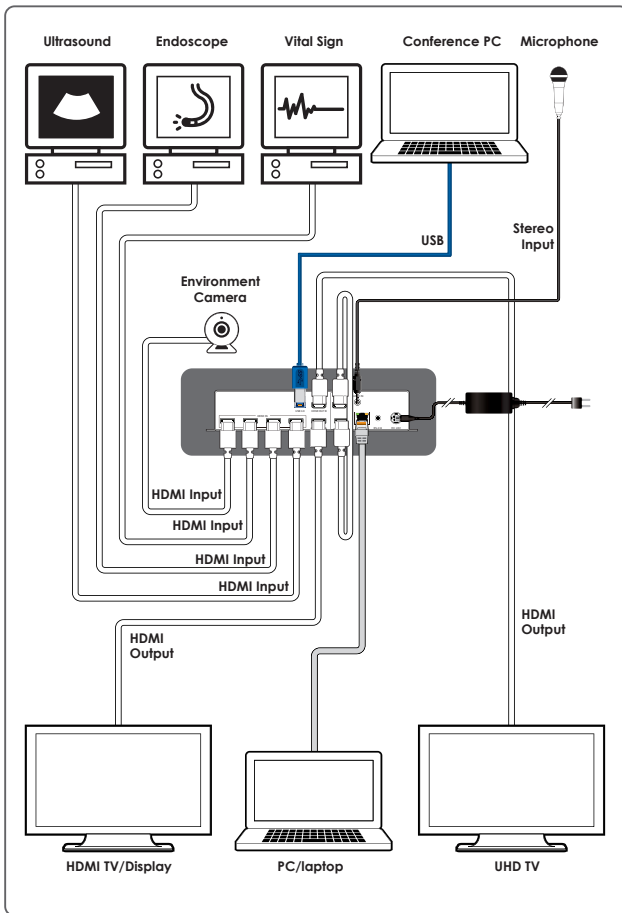 Ultrasound
Endoscope
Vital Sign
Conference PC
Microphone
USB
Stereo
Input
Environment
Camera
HDMI Input
HDMI Input
HDMI Input
HDMI Input
HDMI
Output
HDMI
Output
HDMI TV/Display
PC/laptop
UHD TV